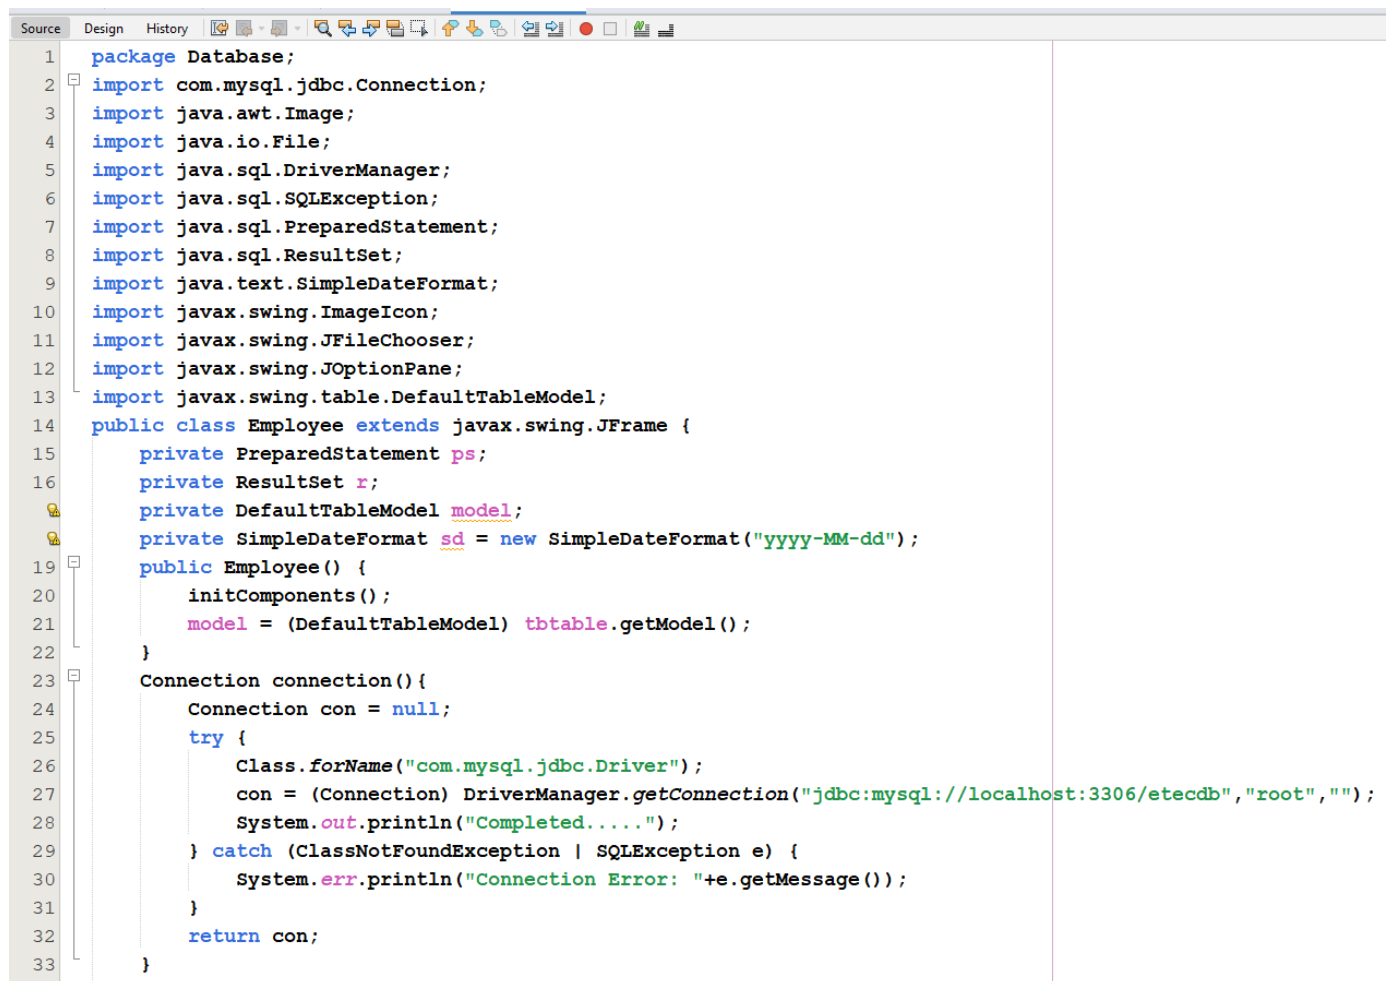 Source Design History
1 package Database;
2 import com.mysql.jdbc.Connection;
3 import java.awt.Image;
4 import java.io.File;
5 import java.sql.DriverManager;
6 import java.sql.SQLException;
7 import java.sql.PreparedStatement;
8 import java.sql.ResultSet;
9 import java.text.SimpleDateFormat;
10 import javax.swing.ImageIcon;
11 import javax.swing.JFileChooser;
12 import javax.swing.JOptionPane;
13 import javax.swing.table.DefaultTableModel;
14 public class Employee extends javax.swing.JFrame {
15     private PreparedStatement ps;
16     private ResultSet r;
    private DefaultTableModel model;
    private SimpleDateFormat sd = new SimpleDateFormat("yyyy-MM-dd");
19     public Employee() {
20         initComponents();
21         model = (DefaultTableModel) tbtable.getModel();
22     }
23     Connection connection(){
24         Connection con = null;
25         try {
26             Class.forName("com.mysql.jdbc.Driver");
27             con = (Connection) DriverManager.getConnection("jdbc:mysql://localhost:3306/etecdb","root","");
28             System.out.println("Completed.....");
29         } catch (ClassNotFoundException | SQLException e) {
30             System.err.println("Connection Error: "+e.getMessage());
31         }
32         return con;
33     }